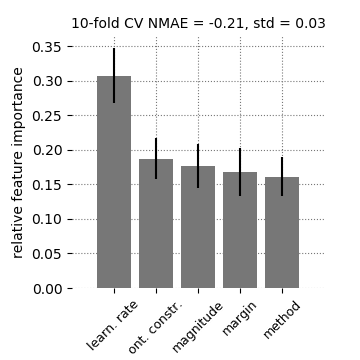 10-fold CV NMAE = -0.21, std = 0.03
relative feature importance
0.35
0.30
0.25
0.20
0.15
0.10
0.05
0.00
learn. rate
ont. constr.
magnitude
margin
method